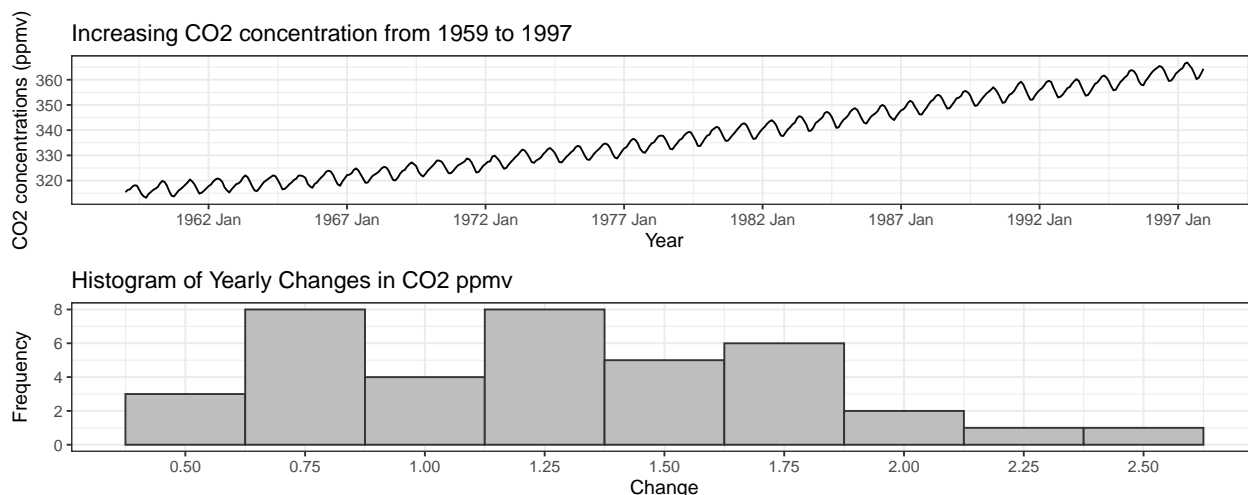 Increasing CO2 concentration from 1959 to 1997
CO2 concentrations (ppmv)
360
350
340
330
320
1962 Jan 1967 Jan 1972 Jan 1977 Jan 1982 Jan 1987 Jan 1992 Jan 1997 Jan
Year
Histogram of Yearly Changes in CO2 ppmv
Frequency
8
6
4
2
0
0.50 0.75 1.00 1.25 1.50 1.75 2.00 2.25 2.50
Change